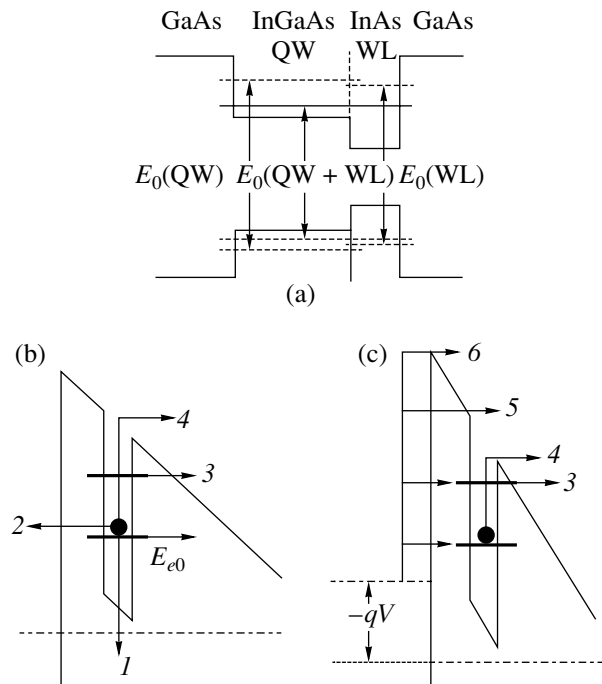 GaAs InGaAs InAs GaAs
QW WL
E0(QW) E0(QW + WL) E0(WL)
(a)
(b)
4
3
2
Ee0
1
(c)
6
5
4
3
–qV